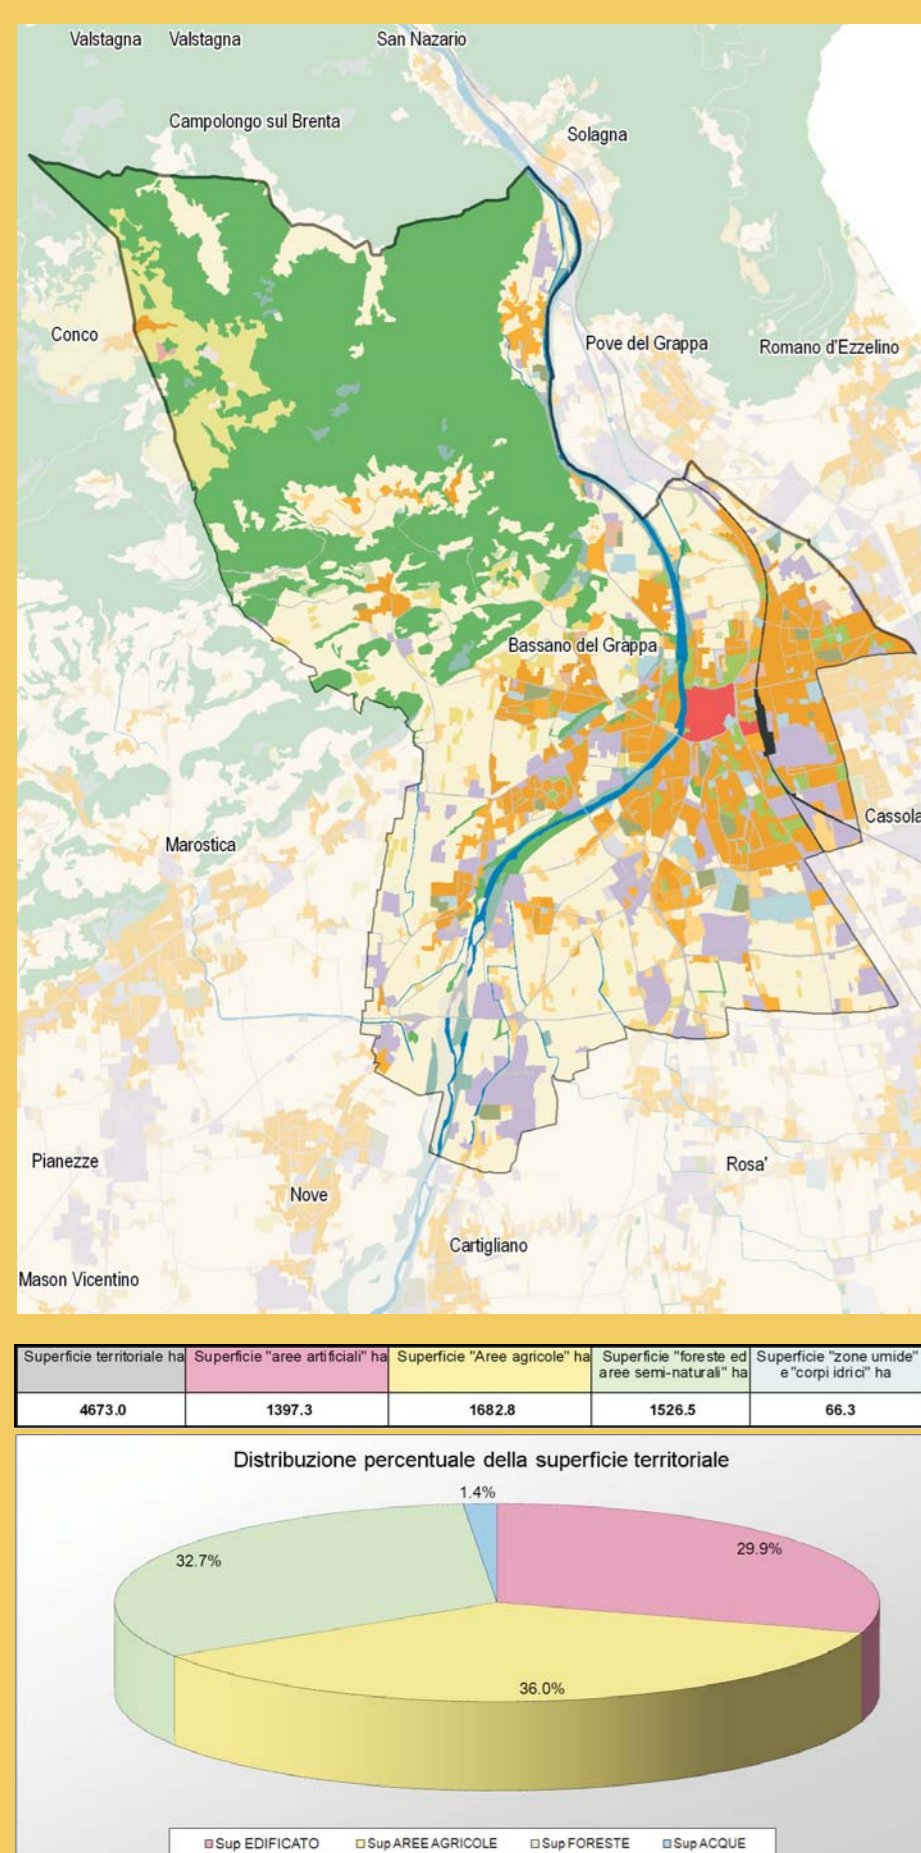 Valstagna Valstagna San Nazario
Campolongo sul Brenta
Solagna
Conco
Pove del Grappa
Romano d'Ezzelino
Bassano del Grappa
Cassola
Marostica
Pianezze
Rosa'
Nove
Cartigliano
Mason Vicentino
Superficie territoriale ha Superficie "aree artificiali" ha Superficie "Aree agricole" ha Superficie "foreste ed Superficie "zone umide"
aree semi-naturali" ha e "corpi idrici" ha
4673.0 1397.3 1682.8 1526.5 66.3
Distribuzione percentuale della superficie territoriale
1.4%
29.9%
32.7%
36.0%
Sup EDIFICATO Sup AREE AGRICOLE Sup FORESTE Sup ACQUE